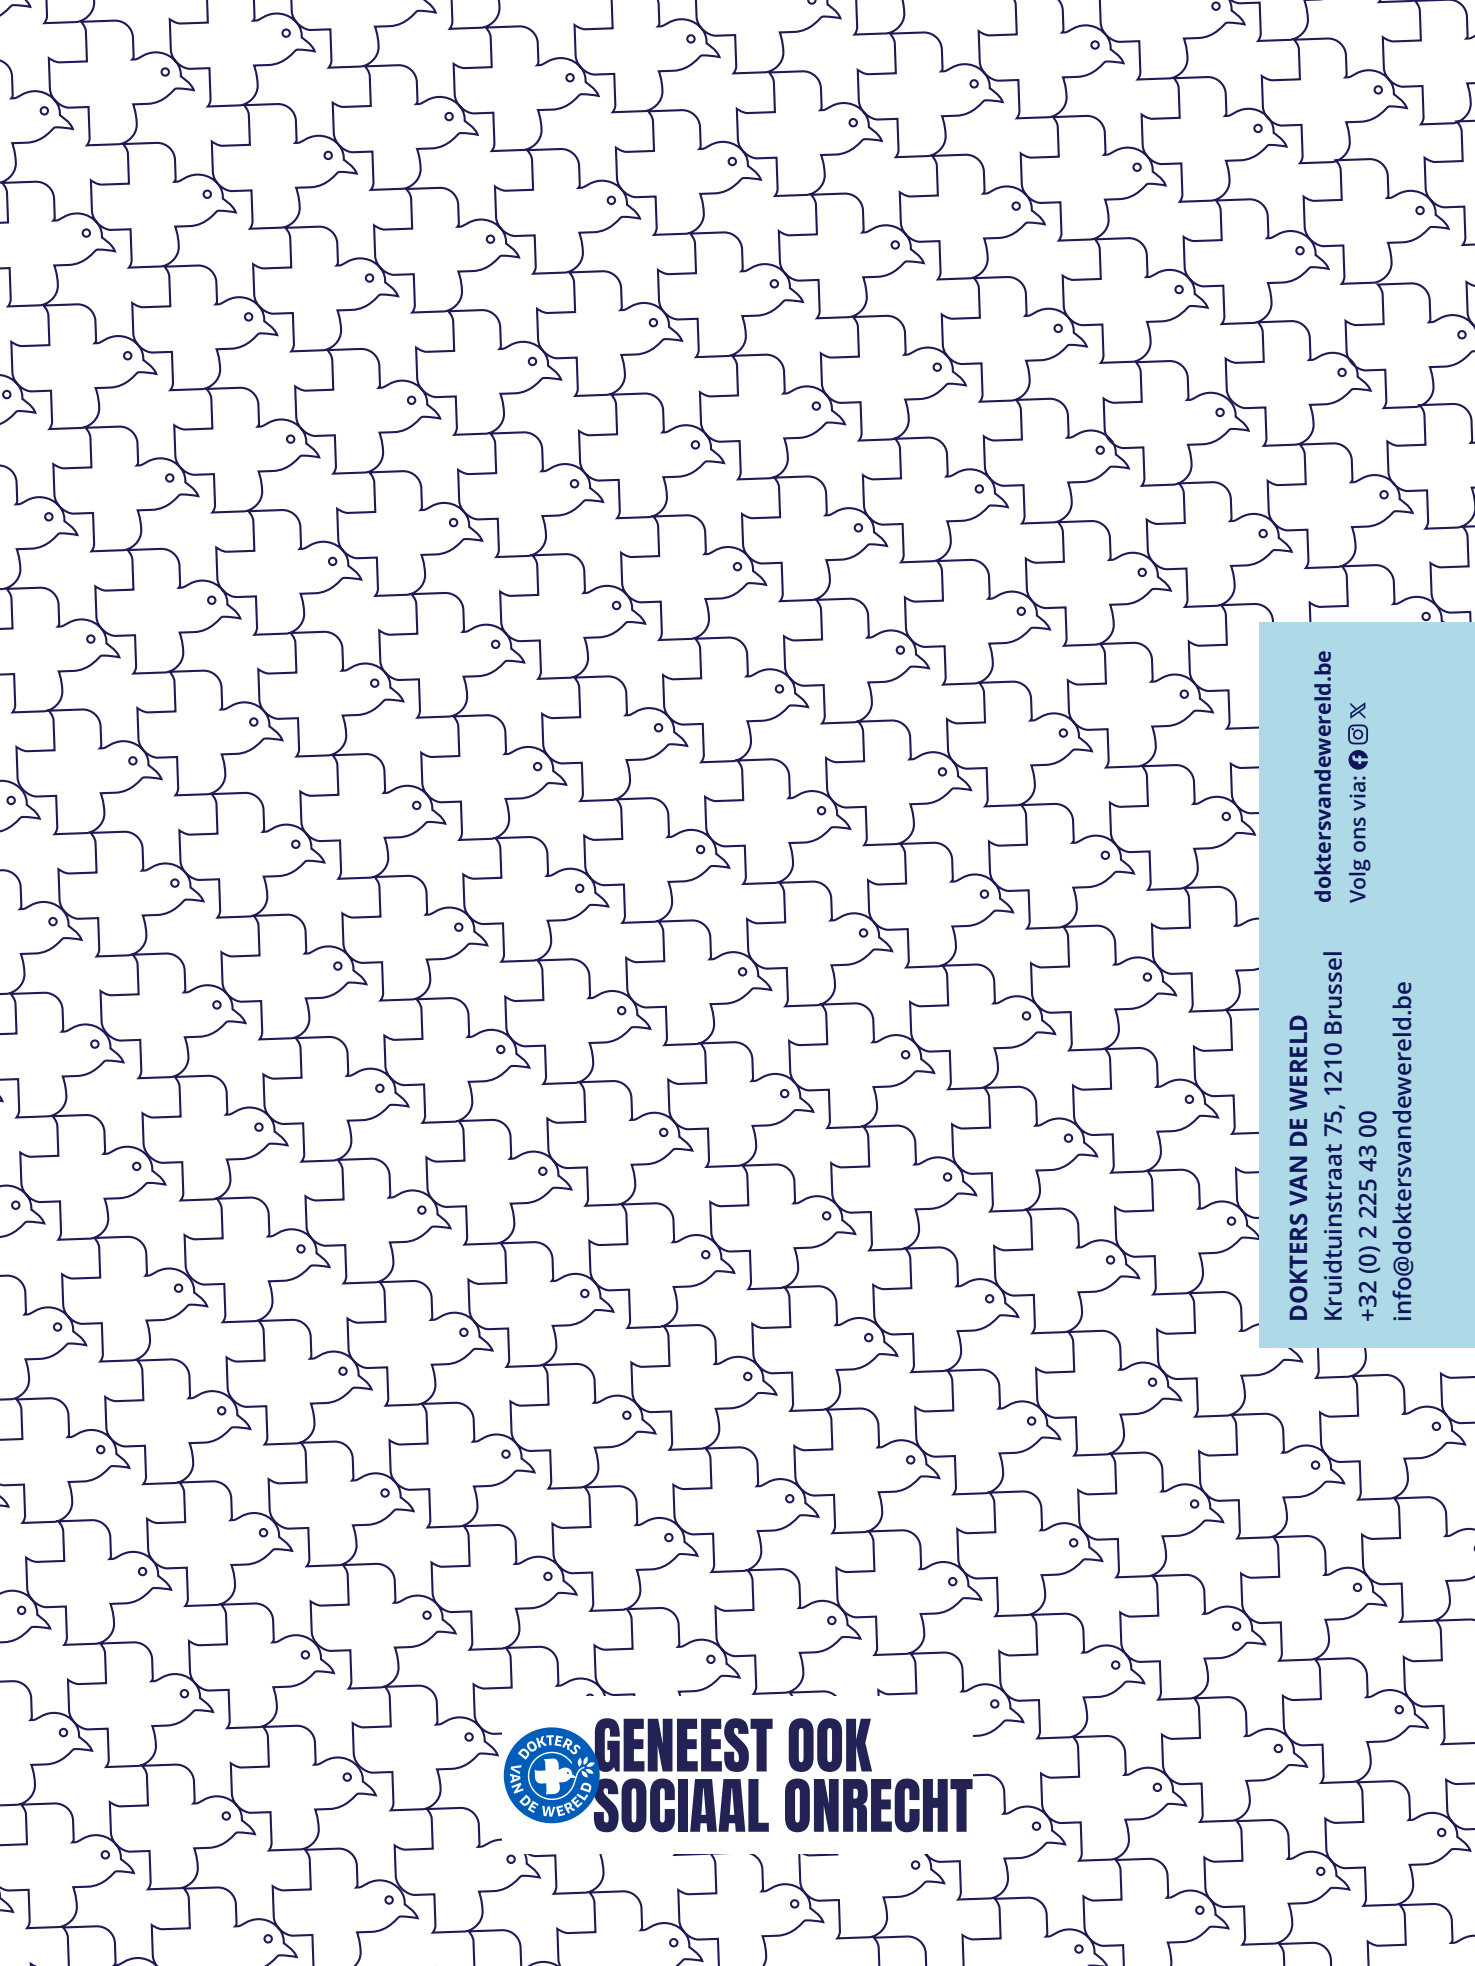 doktersvandewereld.be
Volg ons via:
DOKTERS VAN DE WERELD
Kruidtuinstraat 75, 1210 Brussel
+32 (0) 2 225 43 00
info@doktersvandewereld.be
DOKTERS
VAN DE WERELD
GENEEST OOK
SOCIAAL ONRECHT